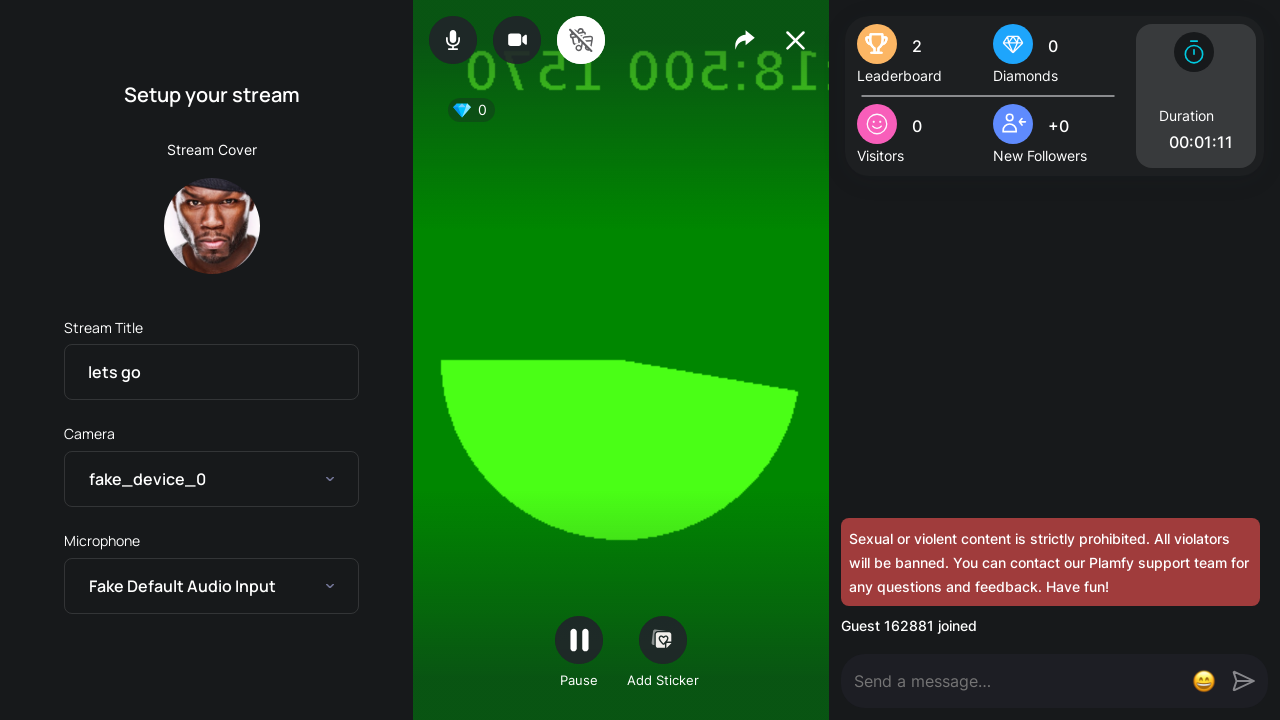 Setup your stream
Stream Cover
Stream Title
lets go
Camera
fake_device_0
Microphone
Fake Default Audio Input
:18:500 1570
0
Pause
Add Sticker
2
Leaderboard
0
Diamonds
0
Visitors
+0
New Followers
Duration
00:01:11
Sexual or violent content is strictly prohibited. All violators
will be banned. You can contact our Plamfy support team for
any questions and feedback. Have fun!
Guest 162881 joined
Send a message...